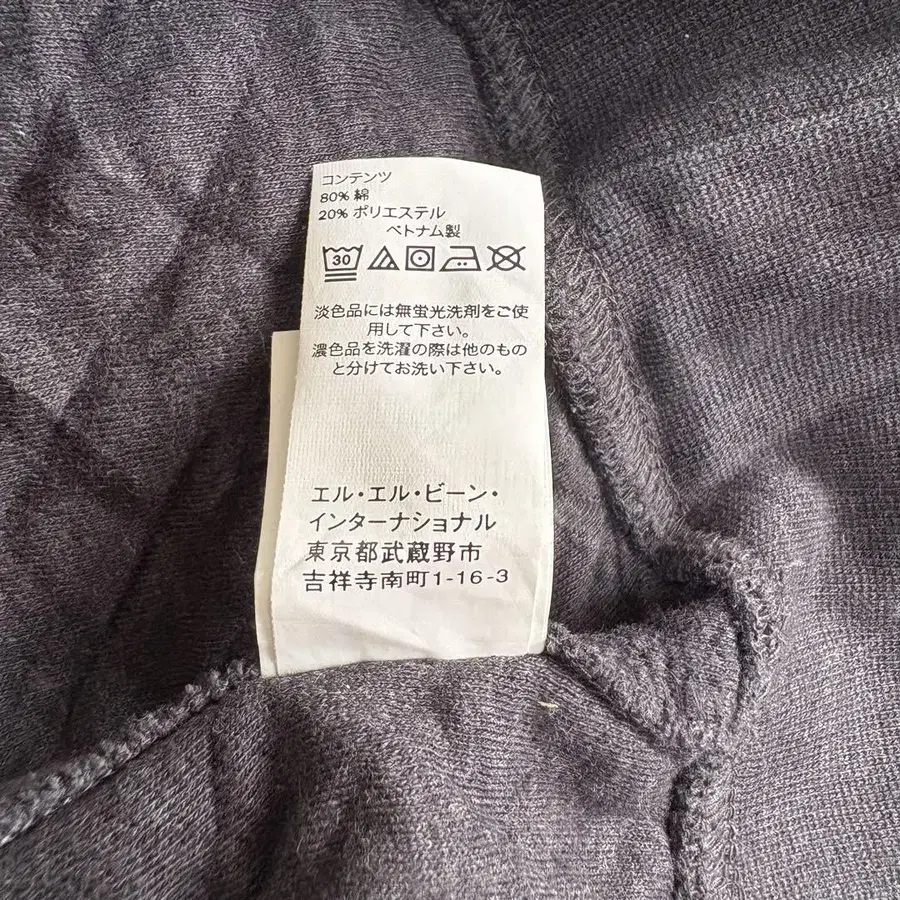 コンテンツ
80% 綿
20% ポリエステル
ベトナム製
30
淡色品には無蛍光洗剤をご使
用して下さい。
濃色品を洗濯の際は他のもの
と分けてお洗い下さい。
エル・エル・ビーン・
インターナショナル
東京都武蔵野市
吉祥寺南町1-16-3